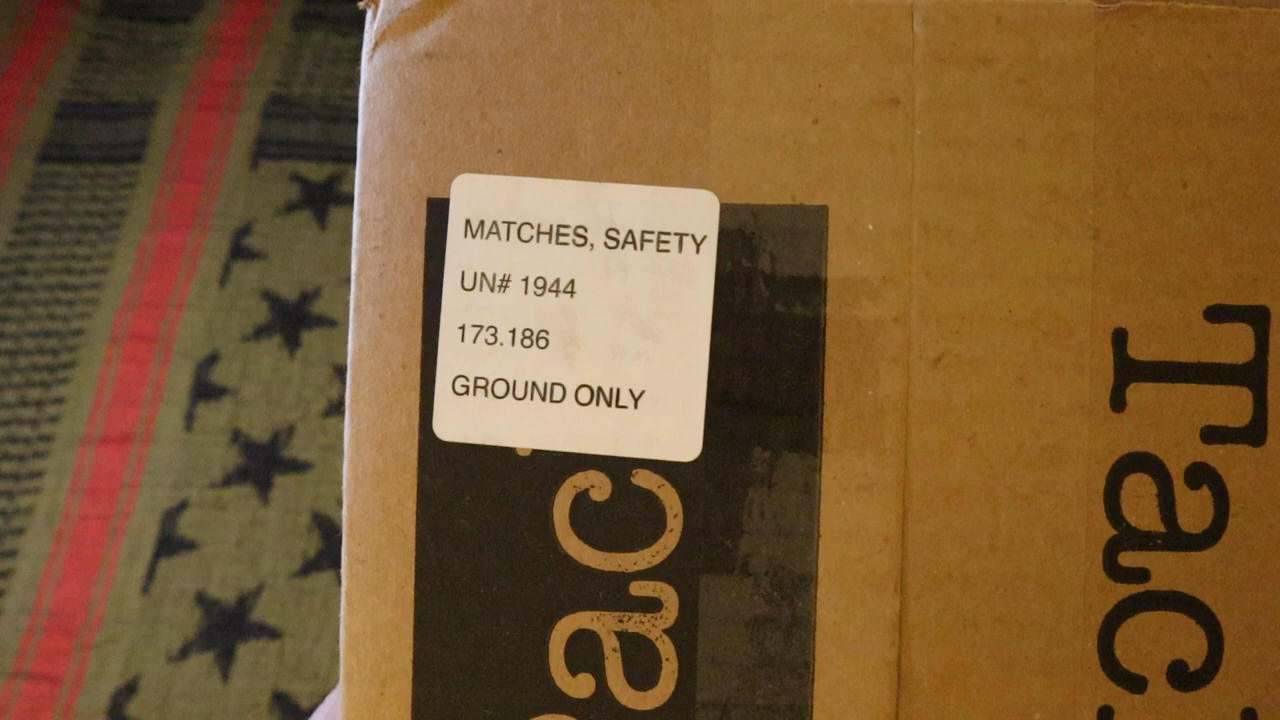 MATCHES, SAFETY
UN# 1944
173.186
GROUND ONLY
ac
Tac